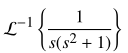 ℒ⁻¹{1/(s(s² + 1))}